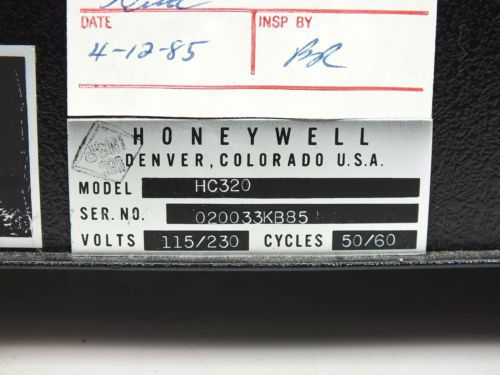 DATE INSP BY
4-12-85 BR
HONEYWELL
DENVER, COLORADO U.S.A.
MODEL HC320
SER. NO. 020033KB85
VOLTS 115/230 CYCLES 50/60